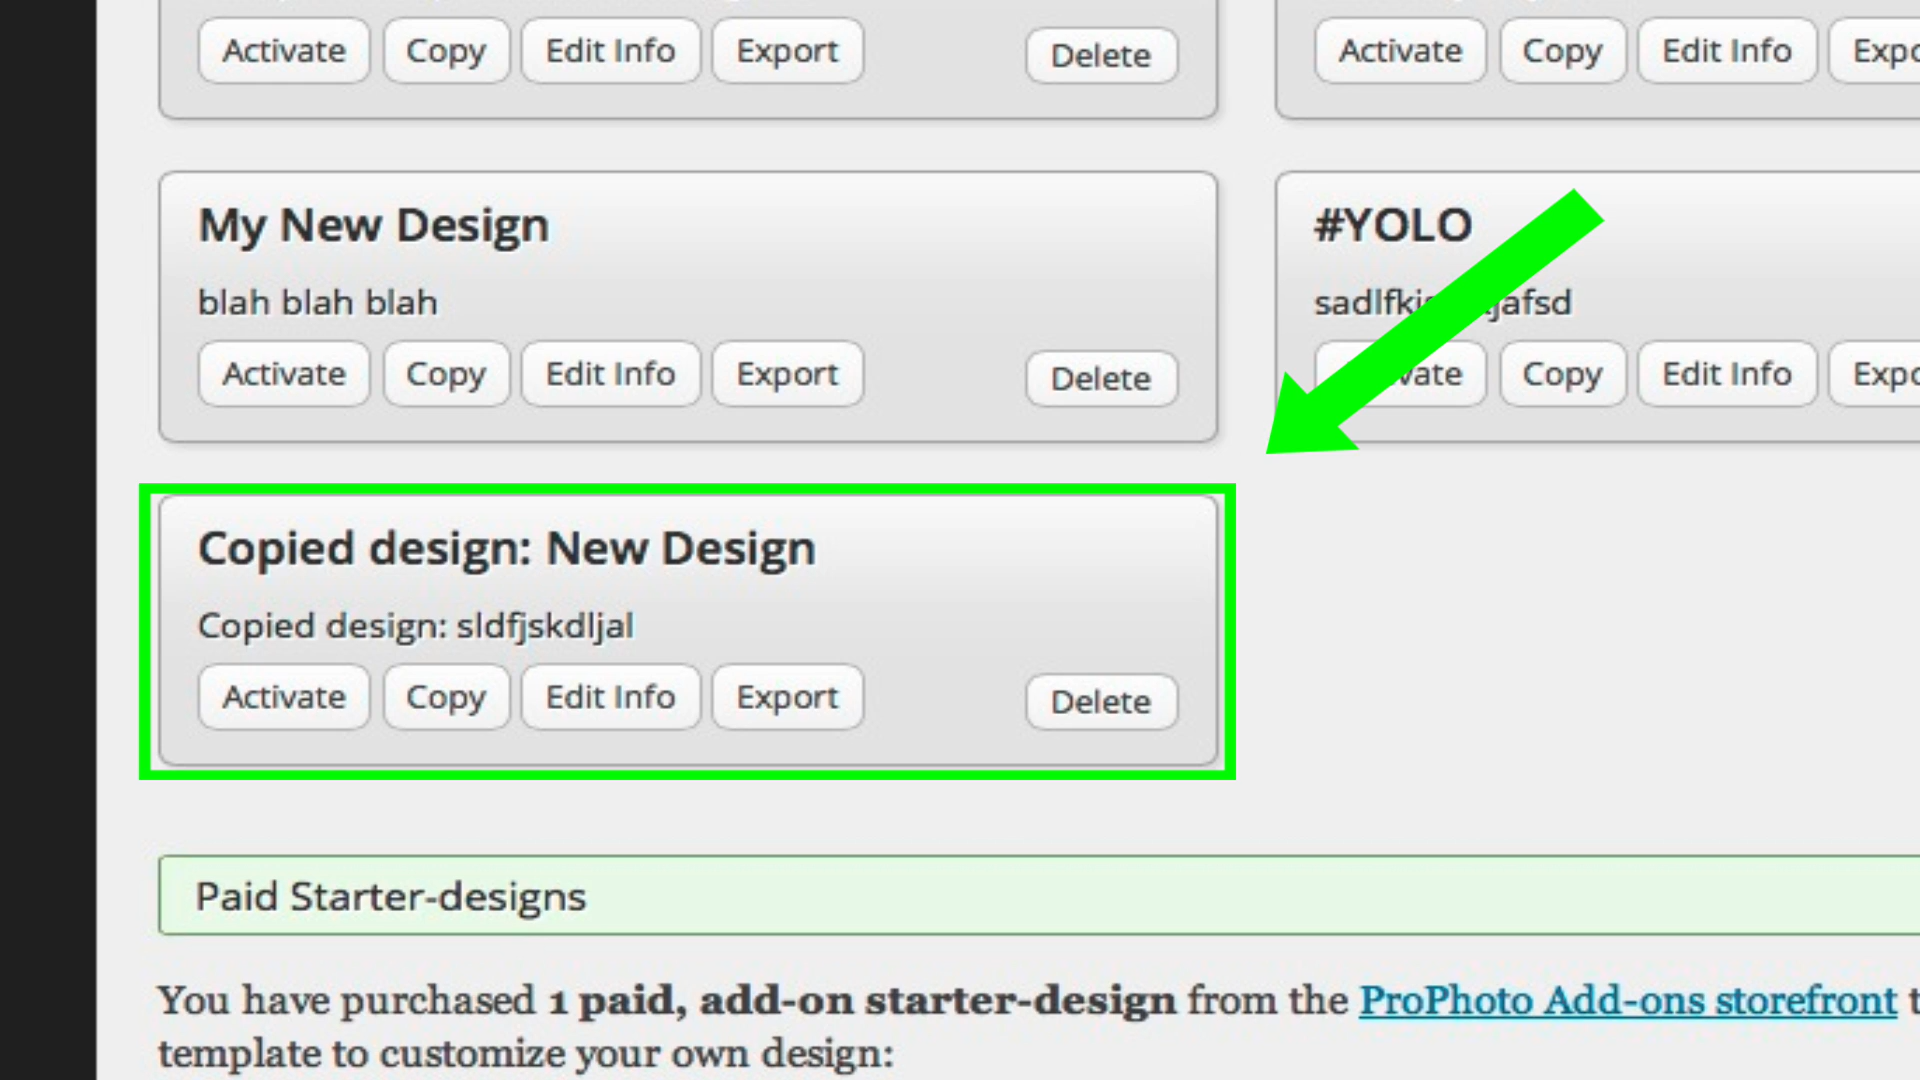 Activate Copy Edit Info Export Delete
Activate Copy Edit Info
My New Design
blah blah blah
Activate Copy Edit Info Export Delete
#YOLO
Copy Edit Info
Copied design: New Design
Copied design: sldfjskdljal
Activate Copy Edit Info Export Delete
Paid Starter-designs
You have purchased 1 paid, add-on starter-design from the ProPhoto Add-ons storefront
template to customize your own design: